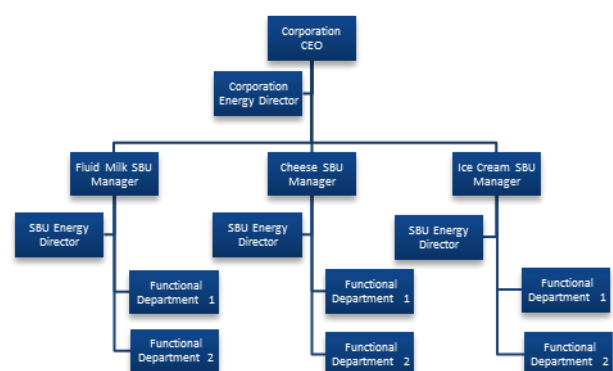 Corporation
CEO
Corporation
Energy Director
Fluid Milk SBU
Manager
Cheese SBU
Manager
Ice Cream SBU
Manager
SBU Energy
Director
SBU Energy
Director
SBU Energy
Director
Functional
Department 1
Functional
Department 1
Functional
Department 1
Functional
Department 2
Functional
Department 2
Functional
Department 2